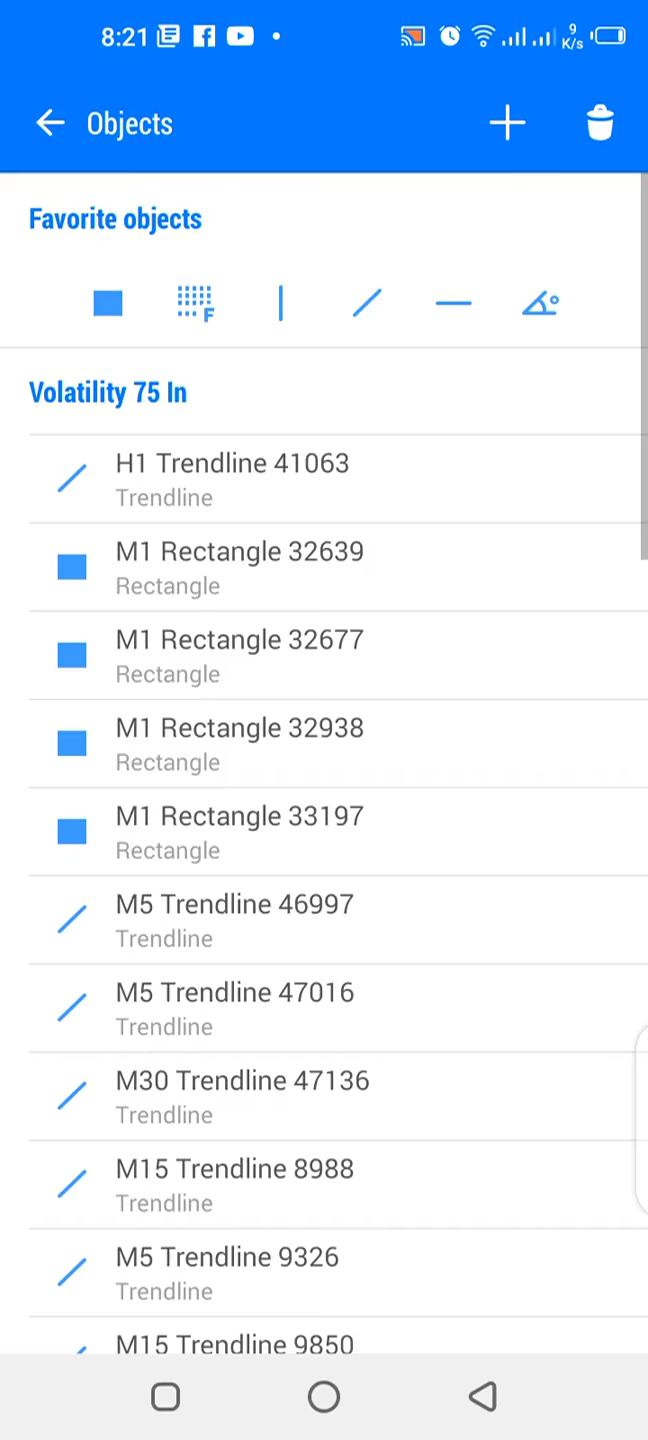 8:21
9
K/s
Objects
Favorite objects
F
Volatility 75 In
H1 Trendline 41063
Trendline
M1 Rectangle 32639
Rectangle
M1 Rectangle 32677
Rectangle
M1 Rectangle 32938
Rectangle
M1 Rectangle 33197
Rectangle
M5 Trendline 46997
Trendline
M5 Trendline 47016
Trendline
M30 Trendline 47136
Trendline
M15 Trendline 8988
Trendline
M5 Trendline 9326
Trendline
M15 Trendline 9850